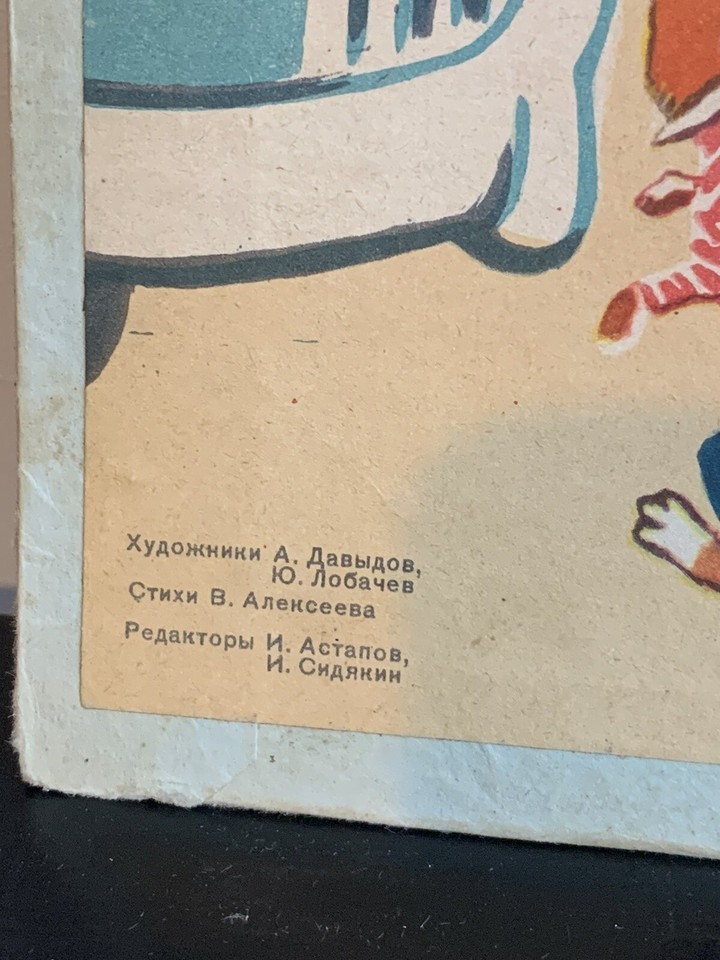 Художники А. Давыдов,
Ю. Лобачев
Стихи В. Алексеева
Редакторы И. Астапов,
И. Сидякин